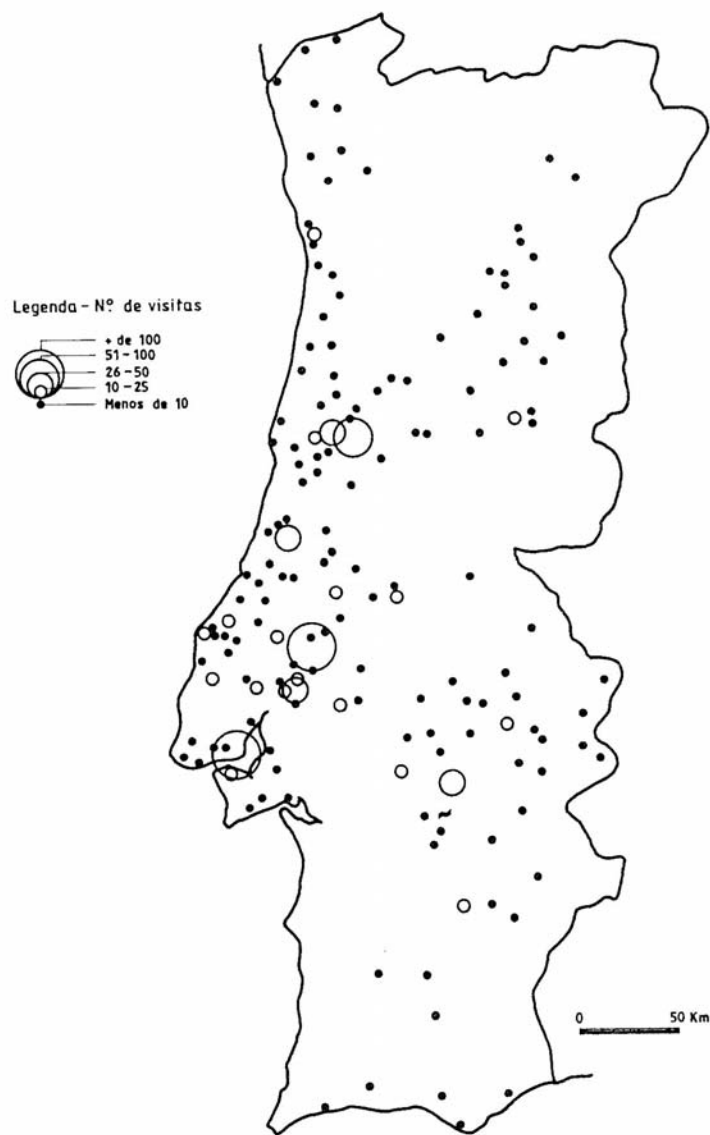 Legenda - Nº. de visitas
+ de 100
51 - 100
26 - 50
10 - 25
Menos de 10
0 50 Km